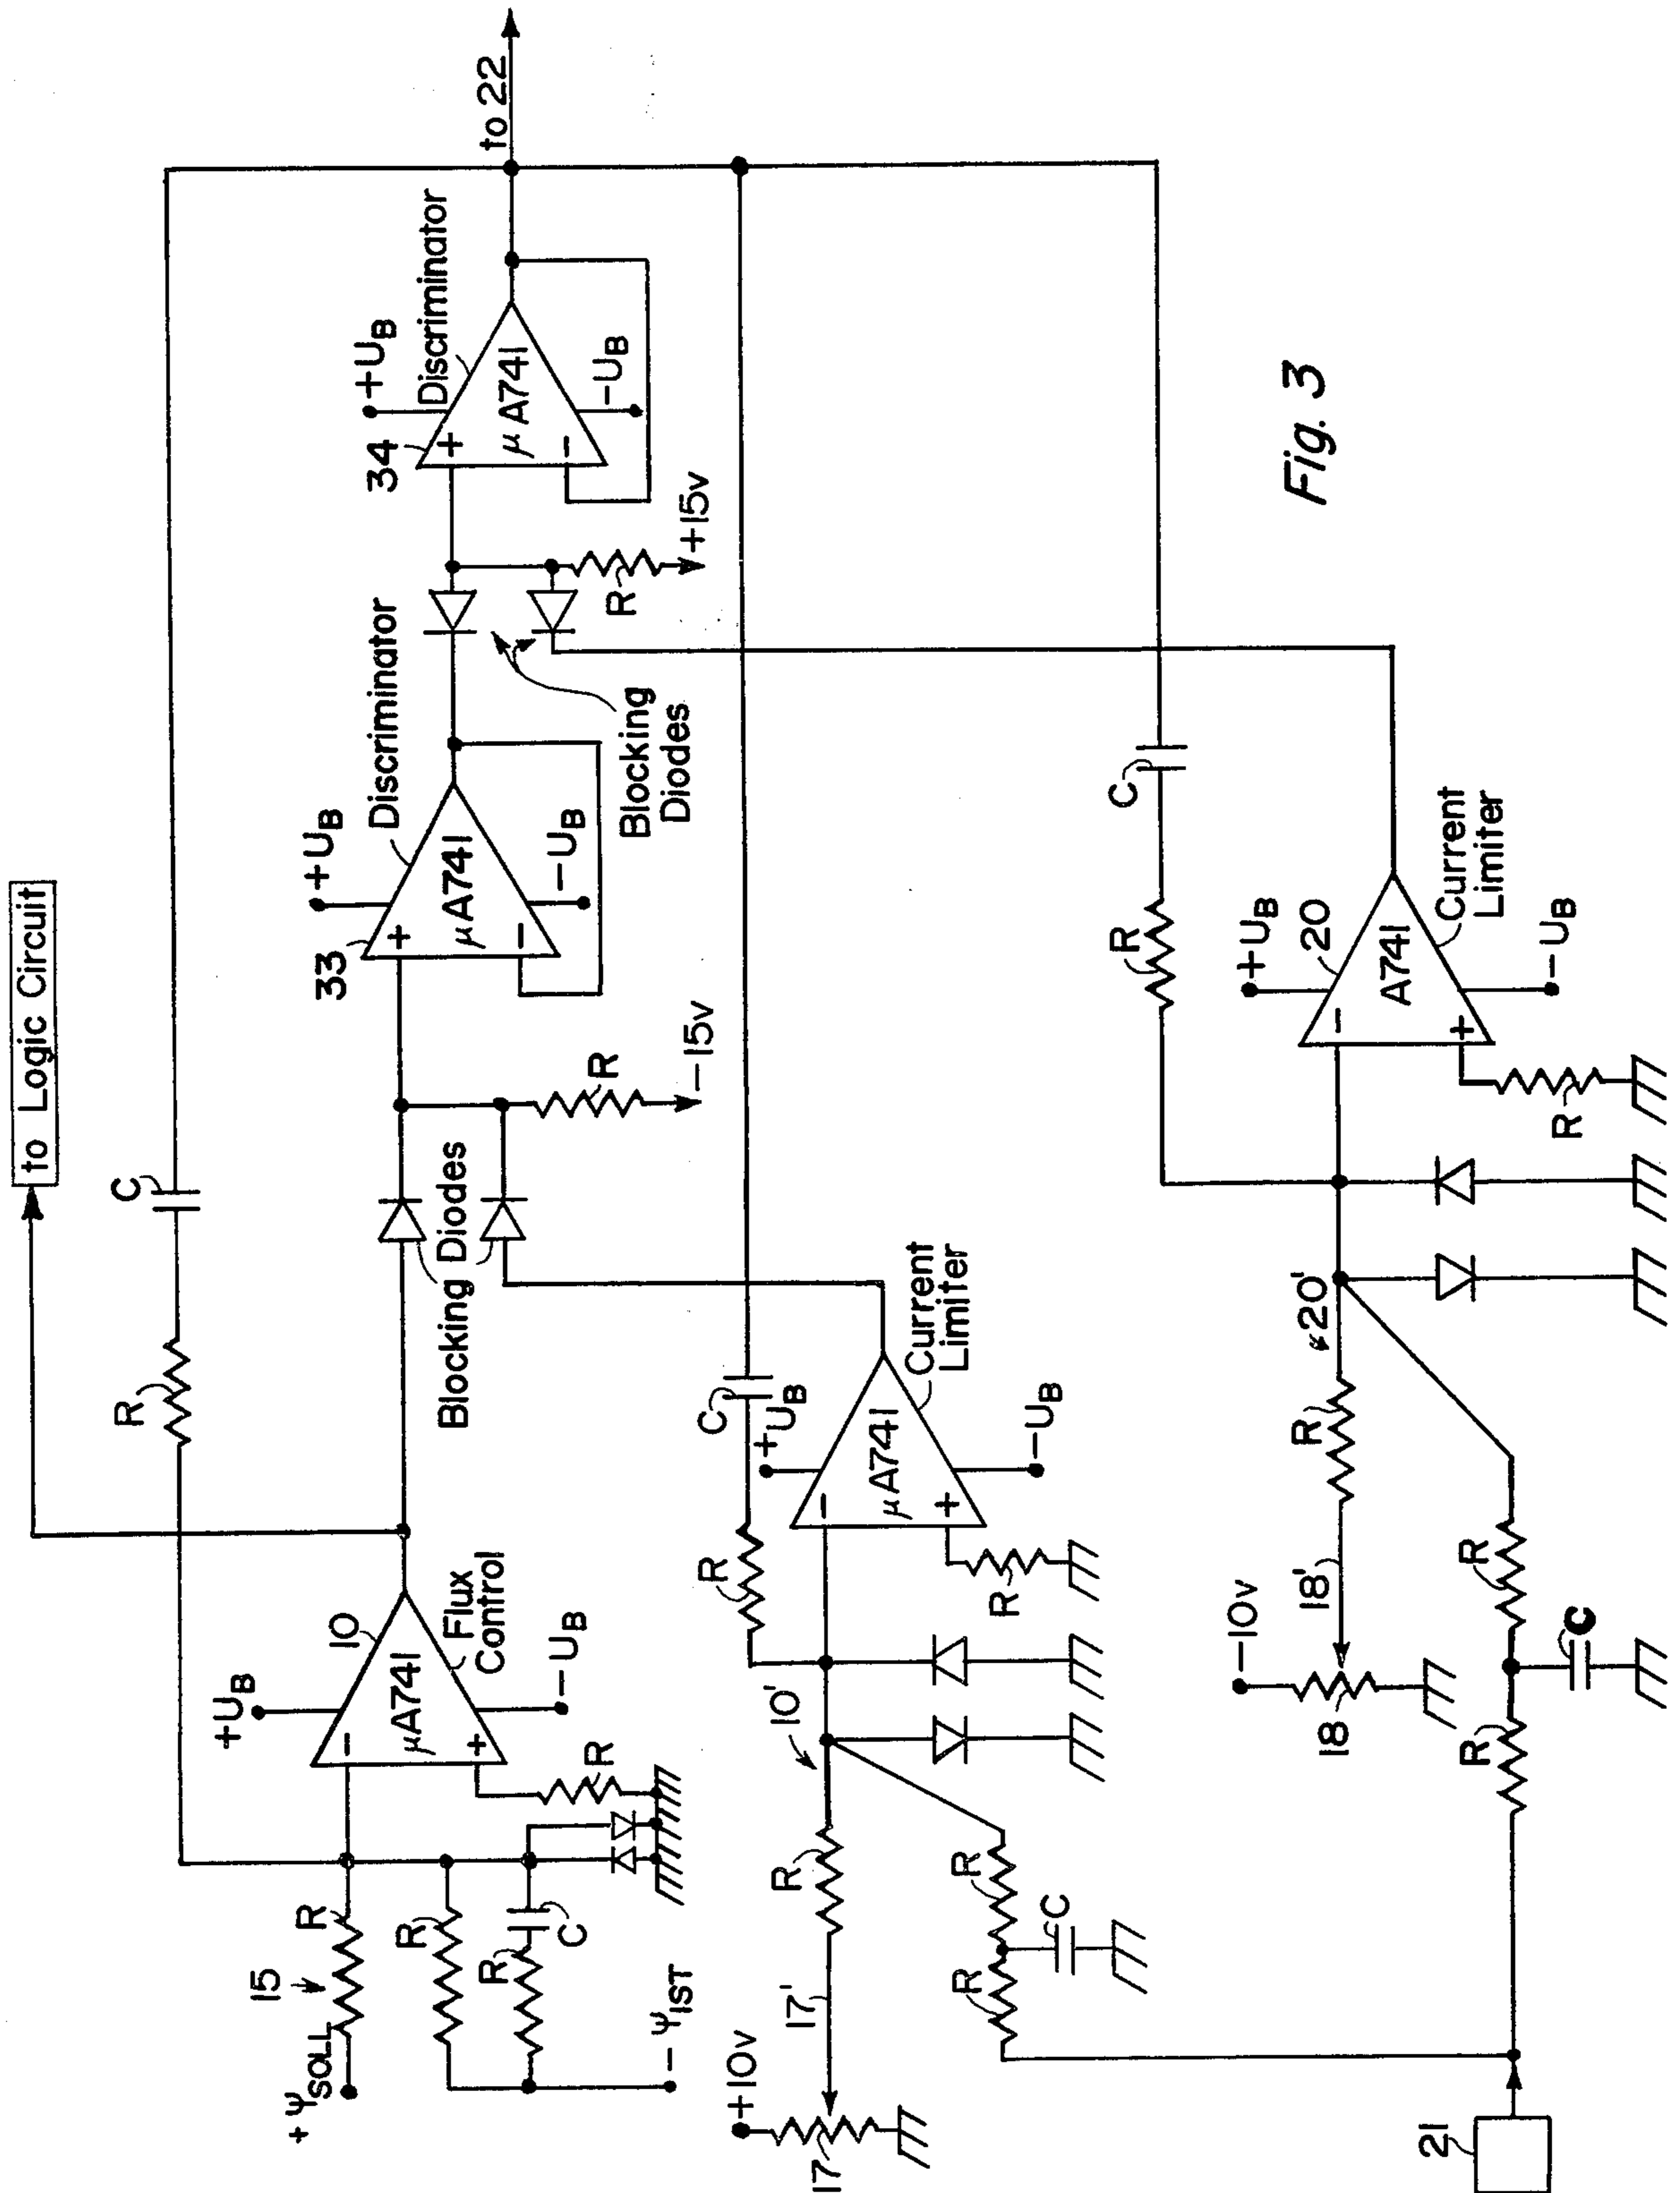 to Logic Circuit
to 22
C
R
+UB
10
μA741
Flux
Control
-UB
−
+
R
15
R
+ψSOLL
R
R
C
-ψIST
Blocking Diodes
R
-15v
33
+UB
Discriminator
μA741
+
−
-UB
Blocking
Diodes
R
+15v
34
+UB
Discriminator
μA741
+
−
-UB
C
R
+UB
μA741
Current
Limiter
−
+
-UB
R
10'
R
17'
+10v
17
R
R
C
C
R
+UB
20
A741
Current
Limiter
−
+
-UB
R
20'
R
18'
-10v
18
R
R
C
21
Fig. 3